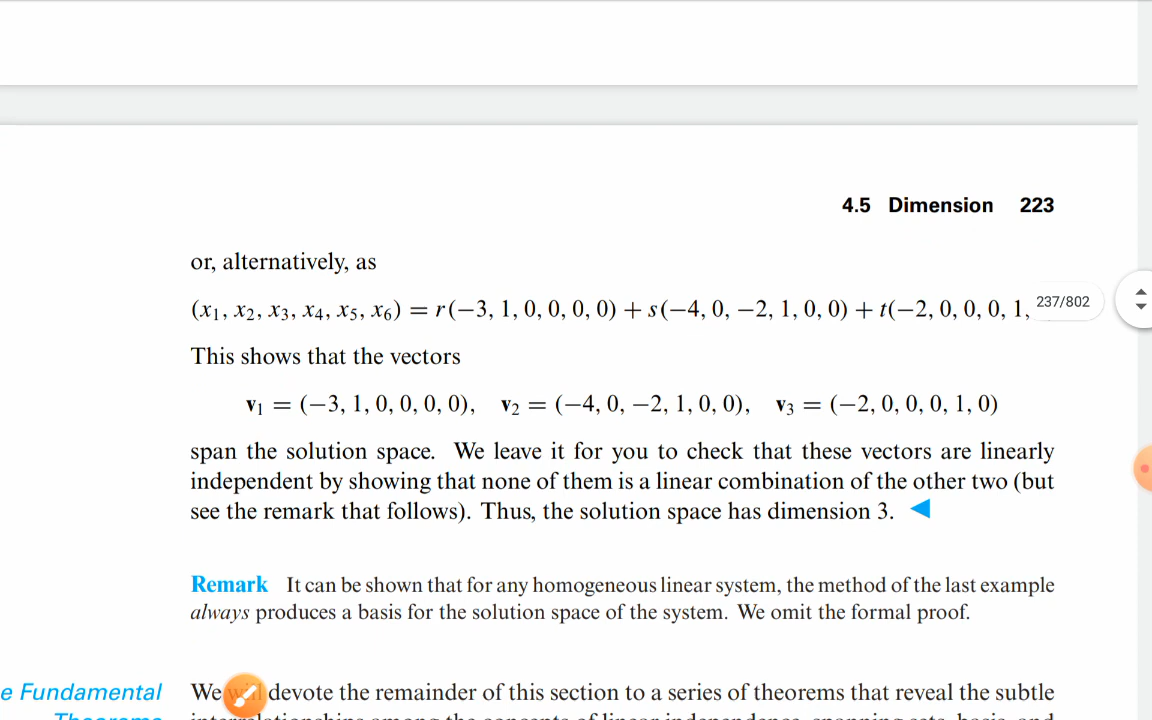 4.5 Dimension 223
or, alternatively, as
(x₁, x₂, x₃, x₄, x₅, x₆) = r(−3, 1, 0, 0, 0, 0) + s(−4, 0, −2, 1, 0, 0) + t(−2, 0, 0, 0, 1,
237/802
This shows that the vectors
v₁ = (−3, 1, 0, 0, 0, 0), v₂ = (−4, 0, −2, 1, 0, 0), v₃ = (−2, 0, 0, 0, 1, 0)
span the solution space. We leave it for you to check that these vectors are linearly
independent by showing that none of them is a linear combination of the other two (but
see the remark that follows). Thus, the solution space has dimension 3.
Remark It can be shown that for any homogeneous linear system, the method of the last example
always produces a basis for the solution space of the system. We omit the formal proof.
e Fundamental
We will devote the remainder of this section to a series of theorems that reveal the subtle